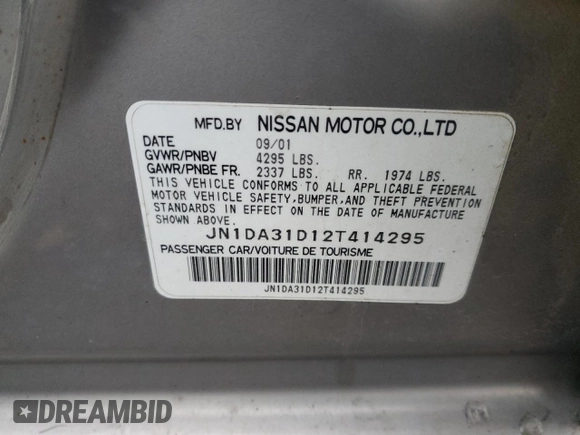 MFD.BY NISSAN MOTOR CO.,LTD
DATE 09/01
GVWR/PNBV 4295 LBS.
GAWR/PNBE FR. 2337 LBS. RR. 1974 LBS.
THIS VEHICLE CONFORMS TO ALL APPLICABLE FEDERAL
MOTOR VEHICLE SAFETY,BUMPER,AND THEFT PREVENTION
STANDARDS IN EFFECT ON THE DATE OF MANUFACTURE
SHOWN ABOVE.
JN1DA31D12T414295
PASSENGER CAR/VOITURE DE TOURISME
JN1DA31D12T414295
DREAMBID